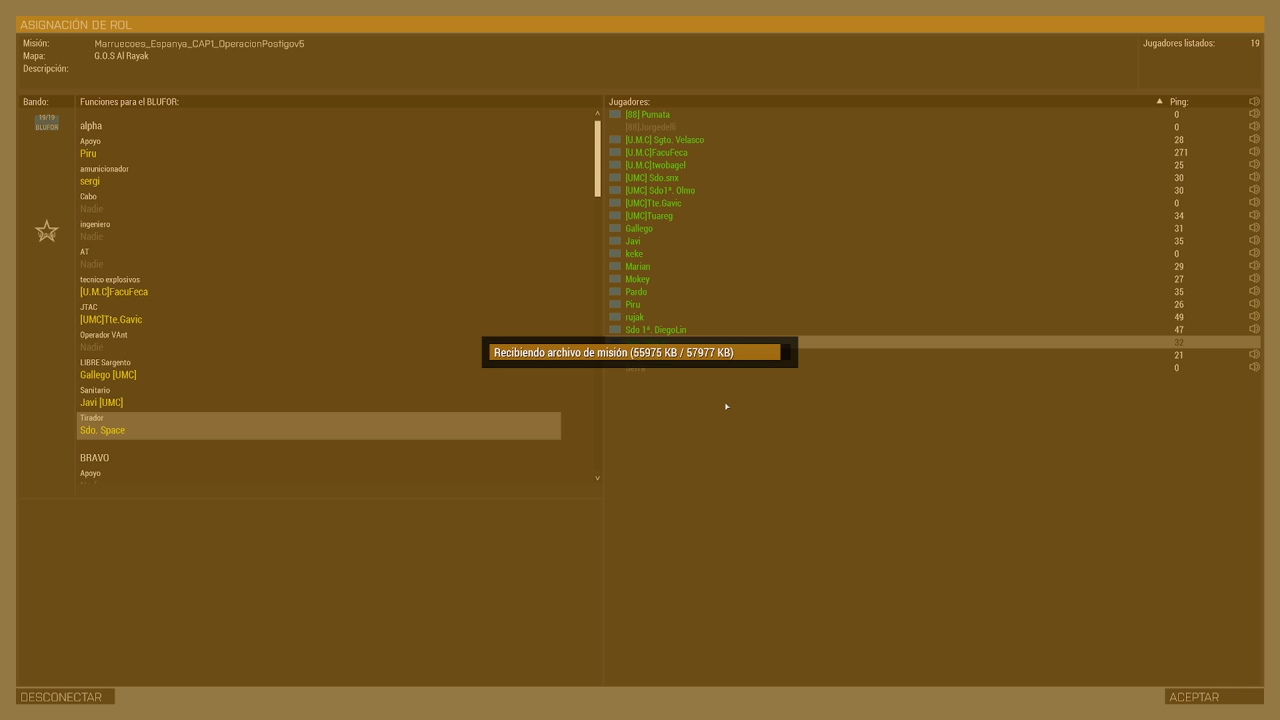 ASIGNACIÓN DE ROL
Misión: Marruecoes_Espanya_CAP1_OperacionPostigov5
Mapa: G.O.S Al Rayak
Descripción:
Jugadores listados: 19
Bando:
19/19
BLUFOR
Funciones para el BLUFOR:
alpha
Apoyo
Piru
amunicionador
sergi
Cabo
Nadie
ingeniero
Nadie
AT
Nadie
tecnico explosivos
[U.M.C]FacuFeca
JTAC
[UMC]Tte.Gavic
Operador VAnt
Nadie
LIBRE Sargento
Gallego [UMC]
Sanitario
Javi [UMC]
Tirador
Sdo. Space
BRAVO
Apoyo
Jugadores: Ping:
[88] Pumata 0
[88]Jorgedelli 0
[U.M.C] Sgto. Velasco 28
[U.M.C]FacuFeca 271
[U.M.C]twobagel 25
[UMC] Sdo.snx 30
[UMC] Sdo1ª. Olmo 30
[UMC]Tte.Gavic 0
[UMC]Tuareg 34
Gallego 31
Javi 35
keke 0
Marian 29
Mokey 27
Pardo 35
Piru 26
rujak 49
Sdo 1ª. DiegoLin 47
32
21
0
Recibiendo archivo de misión (55975 KB / 57977 KB)
DESCONECTAR
ACEPTAR